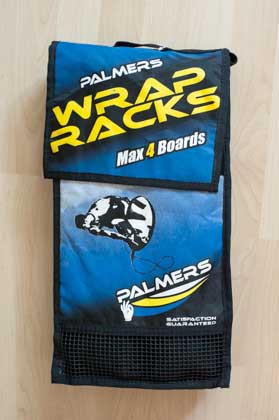 PALMERS
WRAP
RACKS
Max 4 Boards
PALMERS
SATISFACTION
GUARANTEED